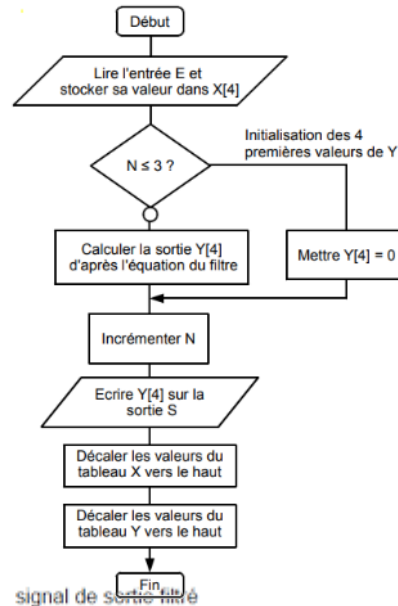 Début
Lire l'entrée E et
stocker sa valeur dans X[4]
Initialisation des 4
premières valeurs de Y
N ≤ 3 ?
Calculer la sortie Y[4]
d'après l'équation du filtre
Mettre Y[4] = 0
Incrémenter N
Ecrire Y[4] sur la
sortie S
Décaler les valeurs du
tableau X vers le haut
Décaler les valeurs du
tableau Y vers le haut
Fin
signal de sortie filtré